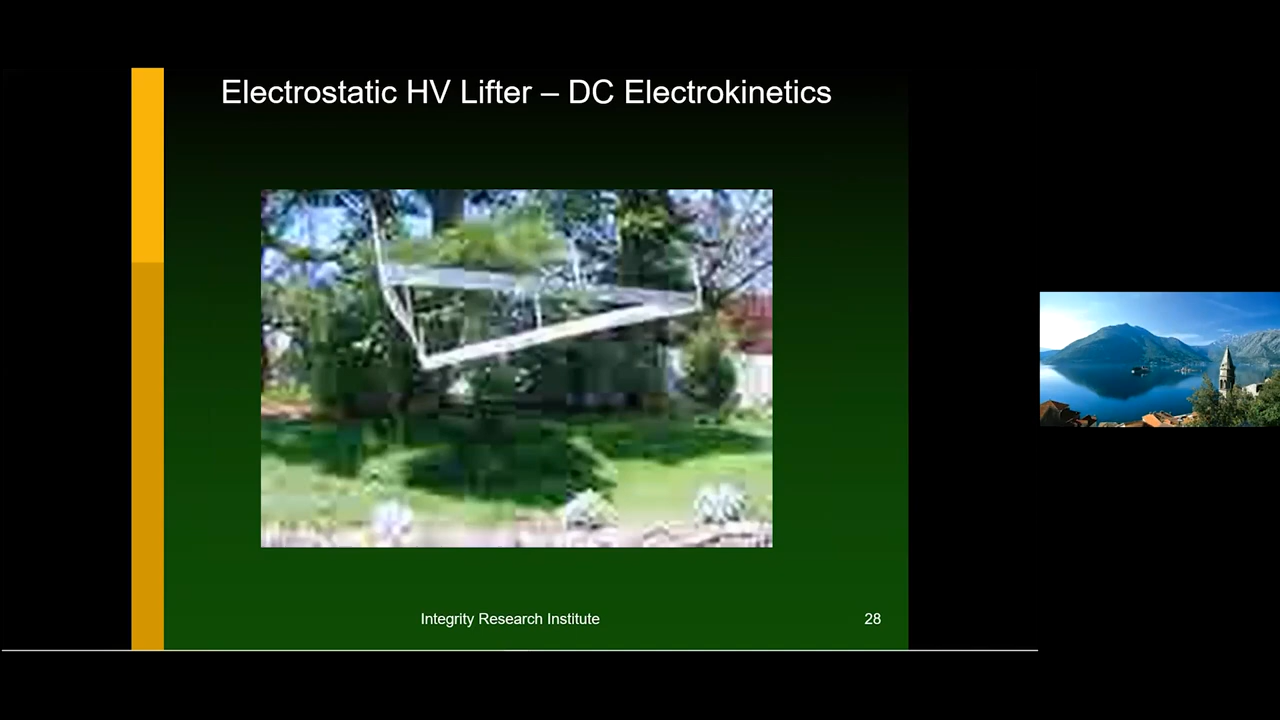 Electrostatic HV Lifter – DC Electrokinetics
Integrity Research Institute
28